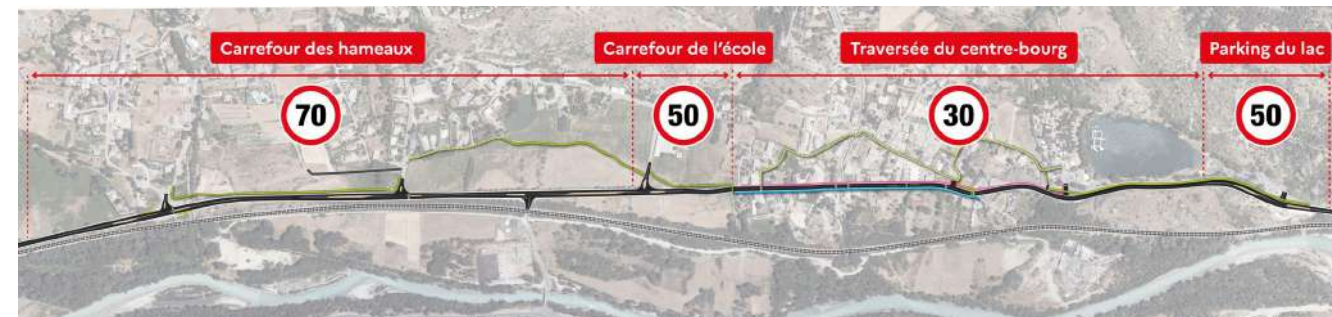 Carrefour des hameaux
Carrefour de l'école
Traversée du centre-bourg
Parking du lac
70
50
30
50